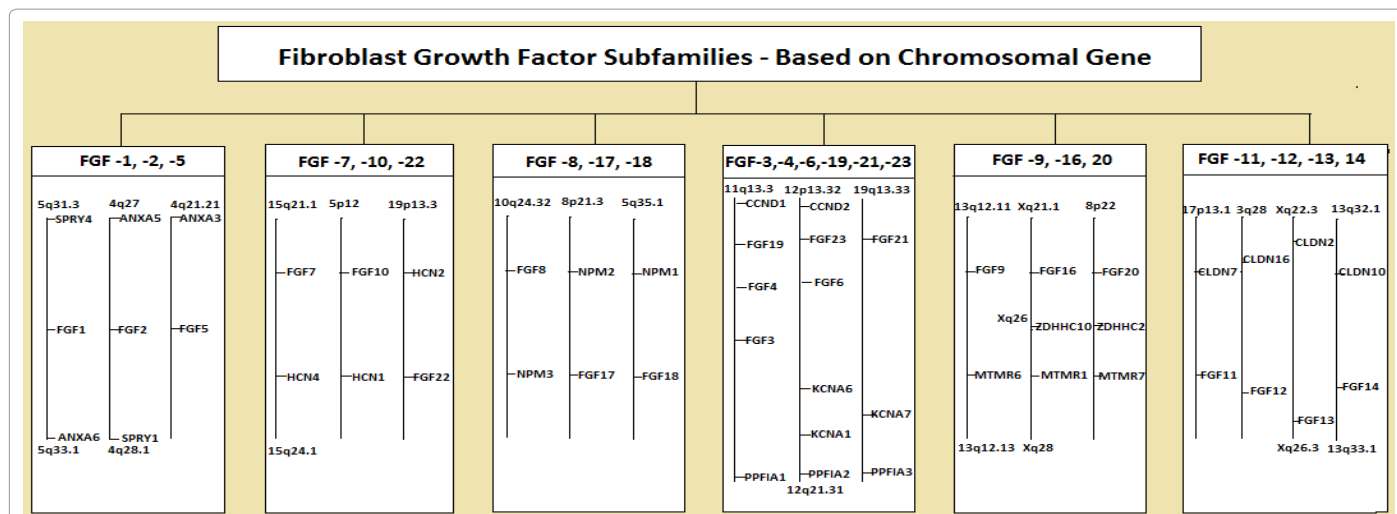 Fibroblast Growth Factor Subfamilies - Based on Chromosomal Gene
FGF -1, -2, -5
5q31.3 4q27 4q21.21
SPRY4 ANXA5 ANXA3
FGF1 FGF2 FGF5
ANXA6 SPRY1
5q33.1 4q28.1
FGF -7, -10, -22
15q21.1 5p12 19p13.3
FGF7 FGF10 HCN2
HCN4 HCN1 FGF22
15q24.1
FGF -8, -17, -18
10q24.32 8p21.3 5q35.1
FGF8 NPM2 NPM1
NPM3 FGF17 FGF18
FGF-3,-4,-6,-19,-21,-23
11q13.3 12p13.32 19q13.33
CCND1 CCND2
FGF19 FGF23 FGF21
FGF4 FGF6
FGF3
KCNA6
KCNA7
KCNA1
PPFIA1 PPFIA2 PPFIA3
12q21.31
FGF -9, -16, 20
13q12.11 Xq21.1 8p22
FGF9 FGF16 FGF20
Xq26 ZDHHC10 ZDHHC2
MTMR6 MTMR1 MTMR7
13q12.13 Xq28
FGF -11, -12, -13, 14
17p13.1 3q28 Xq22.3 13q32.1
CLDN2
CLDN16
CLDN7 CLDN10
FGF11
FGF14
FGF12
FGF13
Xq26.3 13q33.1